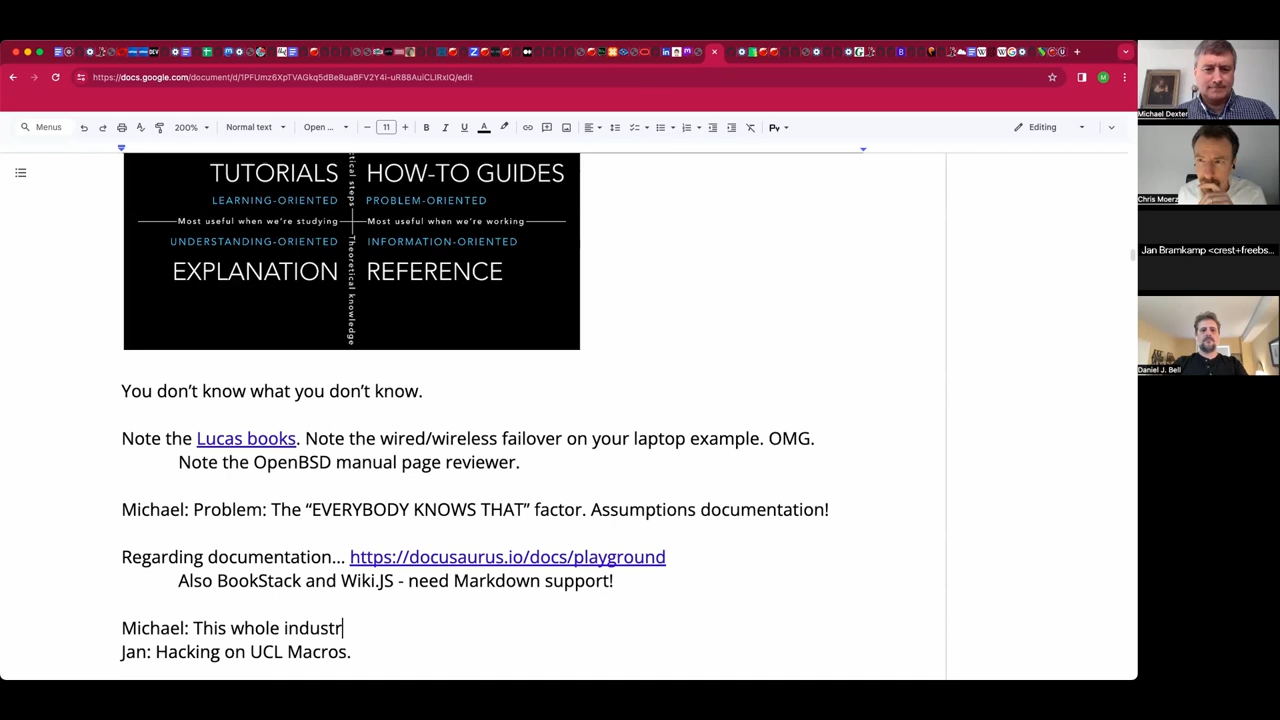 https://docs.google.com/document/d/1PFUmz6XpTVAGkq5dBe8uaBFV2Y4i-uR88AuiCLlRxIQ/edit
Menus 200% Normal text Open ... 11 Editing
TUTORIALS HOW-TO GUIDES
LEARNING-ORIENTED PROBLEM-ORIENTED
Most useful when we're studying Most useful when we're working
UNDERSTANDING-ORIENTED INFORMATION-ORIENTED
EXPLANATION REFERENCE
tical steps
Theoretical knowledge
You don't know what you don't know.
Note the Lucas books. Note the wired/wireless failover on your laptop example. OMG.
Note the OpenBSD manual page reviewer.
Michael: Problem: The “EVERYBODY KNOWS THAT” factor. Assumptions documentation!
Regarding documentation... https://docusaurus.io/docs/playground
Also BookStack and Wiki.JS - need Markdown support!
Michael: This whole industr
Jan: Hacking on UCL Macros.
Michael Dexter
Chris Moerz
Jan Bramkamp <crest+freebs...
Daniel J. Bell